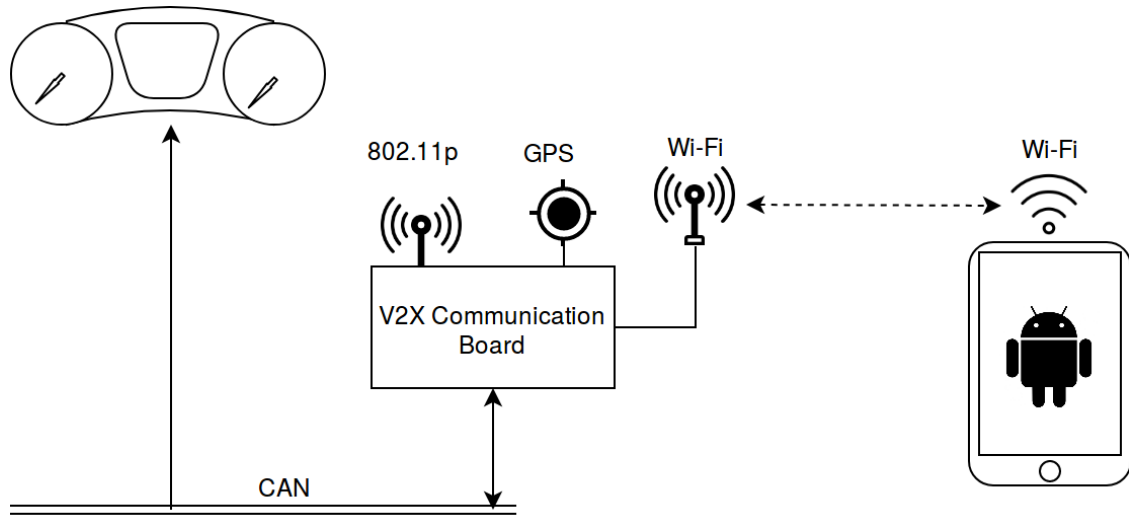 802.11p
GPS
Wi-Fi
Wi-Fi
V2X Communication
Board
CAN